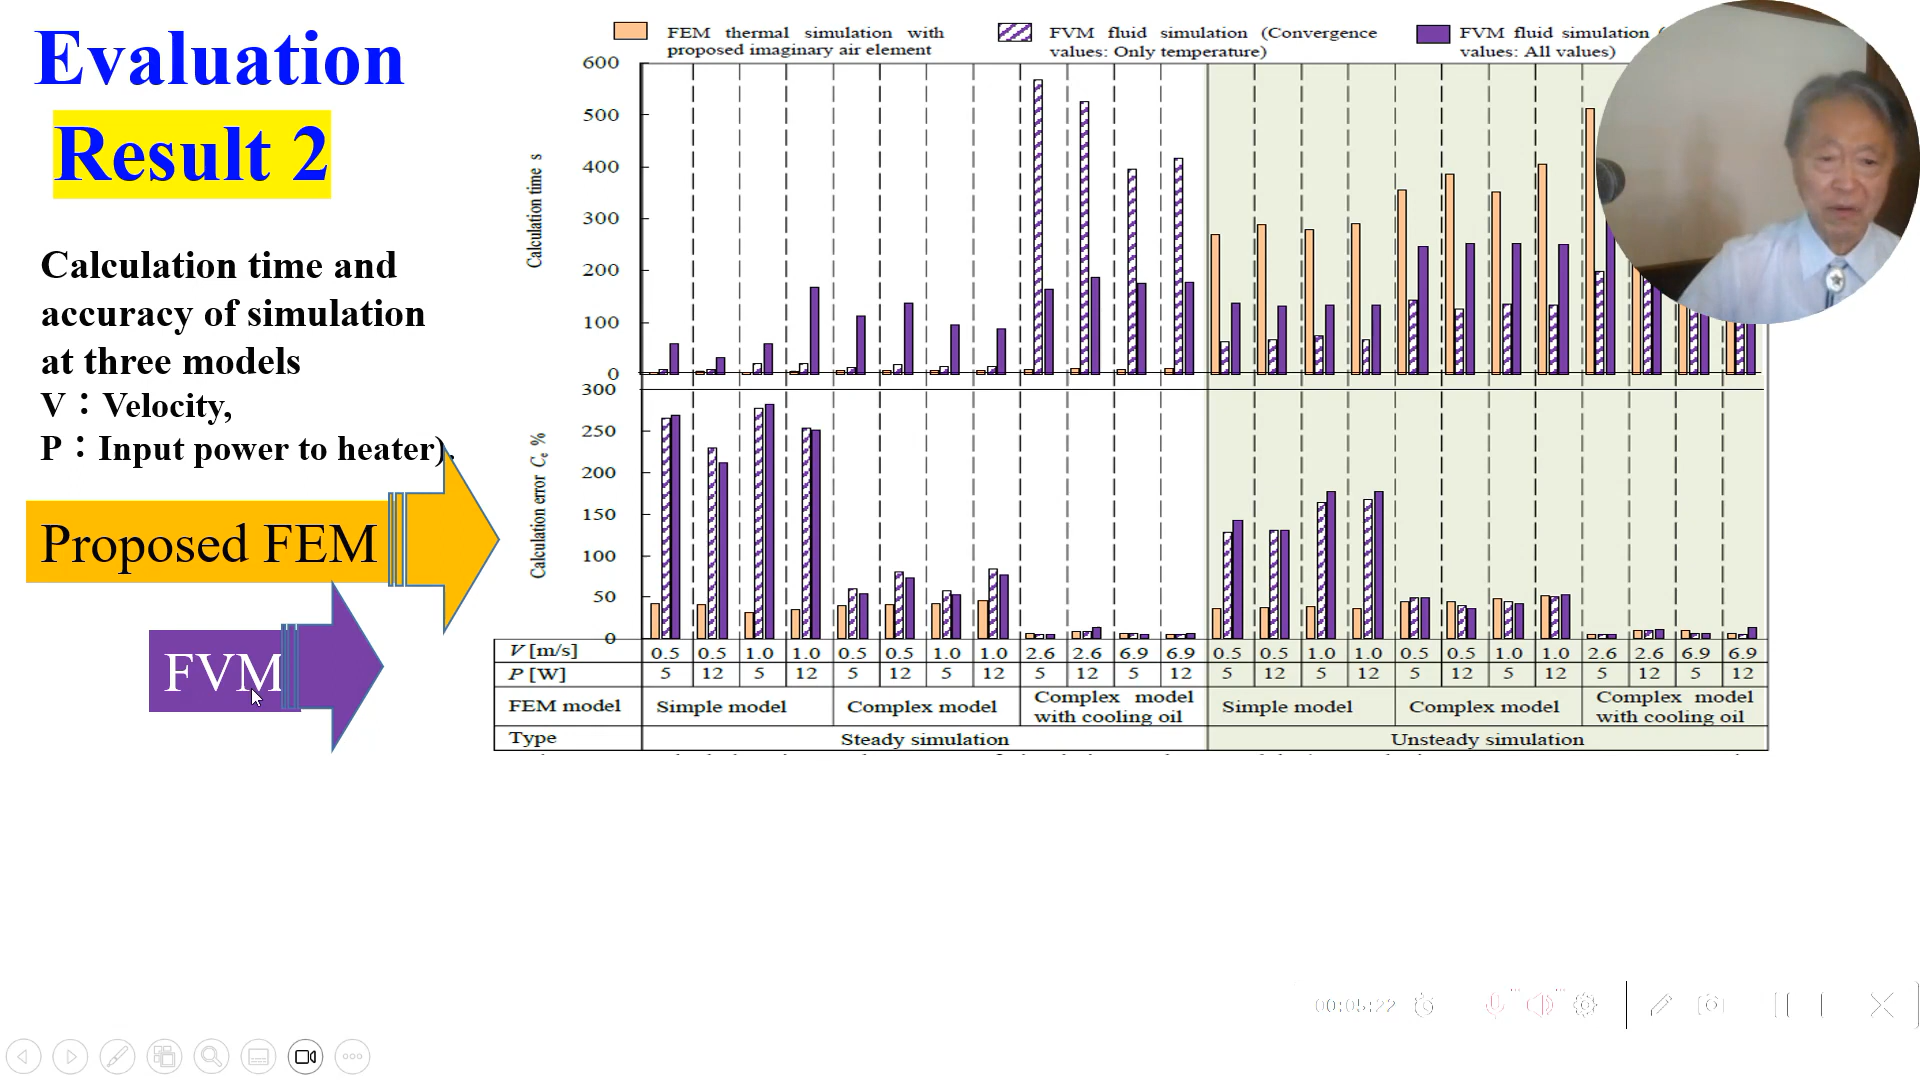 Evaluation
Result 2
Calculation time and
accuracy of simulation
at three models
V：Velocity,
P：Input power to heater).
Proposed FEM
FVM
FEM thermal simulation with
proposed imaginary air element
FVM fluid simulation (Convergence
values: Only temperature)
FVM fluid simulation (
values: All values)
Calculation time s
600
500
400
300
200
100
0
Calculation error Ce %
300
250
200
150
100
50
0
V [m/s] 0.5 0.5 1.0 1.0 0.5 0.5 1.0 1.0 2.6 2.6 6.9 6.9 0.5 0.5 1.0 1.0 0.5 0.5 1.0 1.0 2.6 2.6 6.9 6.9
P [W] 5 12 5 12 5 12 5 12 5 12 5 12 5 12 5 12 5 12 5 12 5 12 5 12
FEM model Simple model Complex model Complex model with cooling oil Simple model Complex model Complex model with cooling oil
Type Steady simulation Unsteady simulation
00:05:22